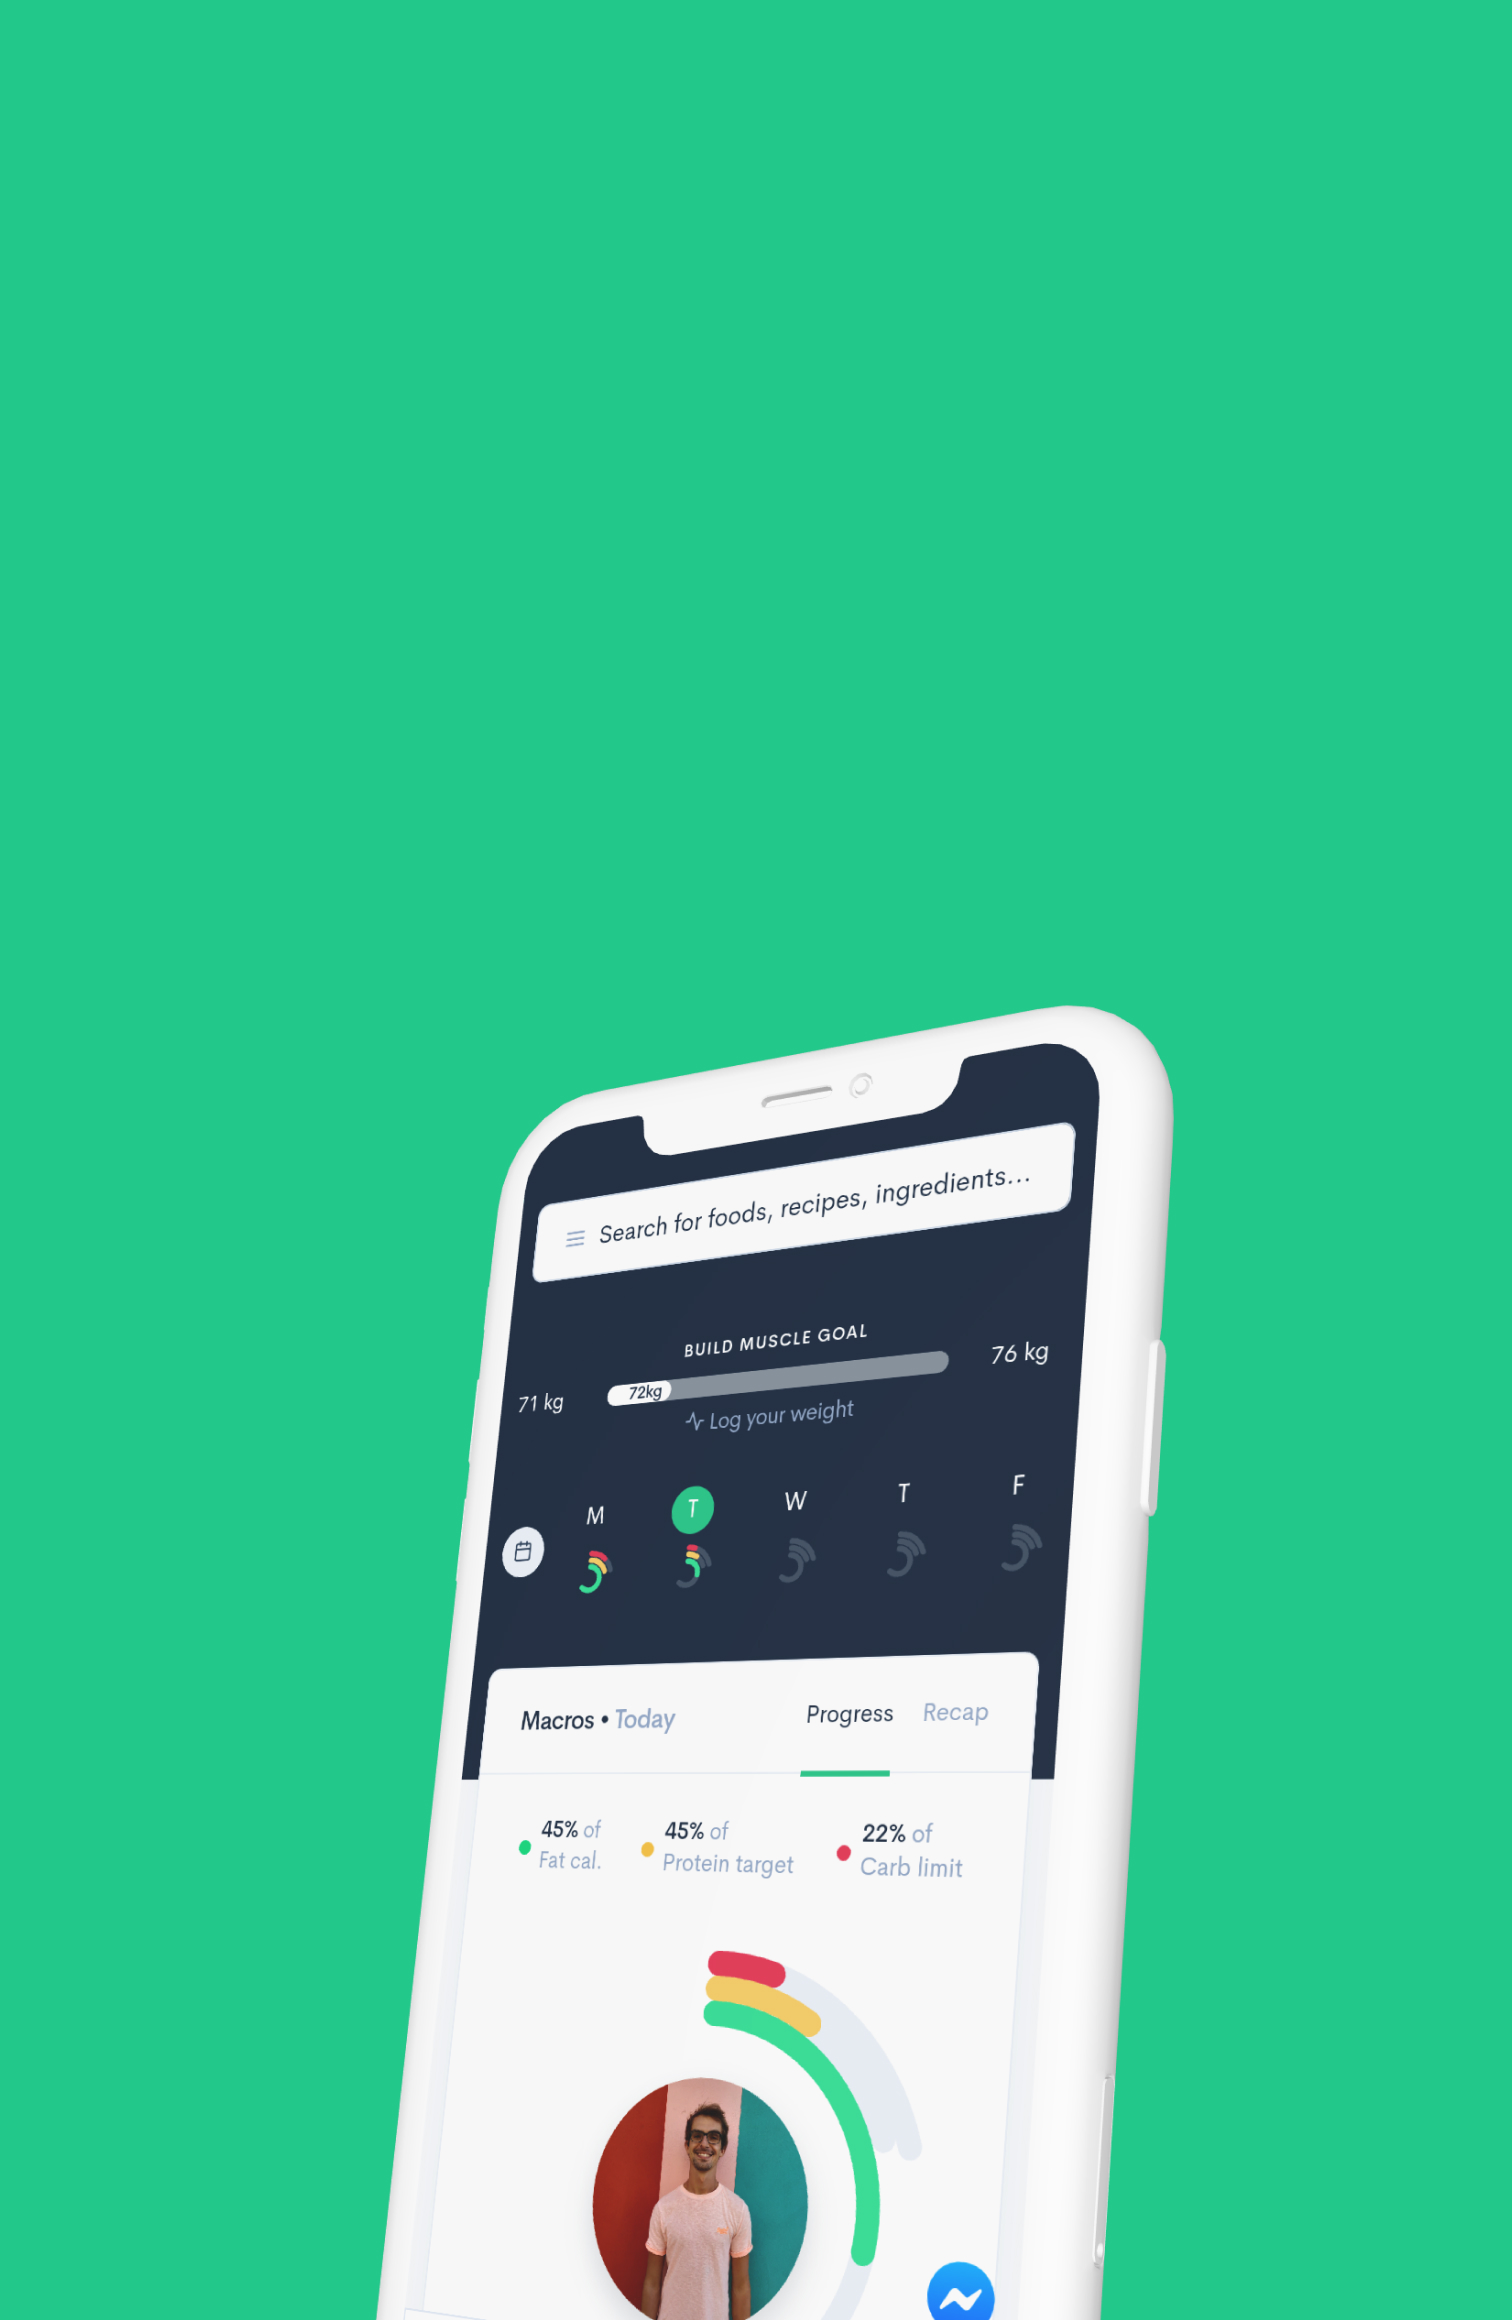 Search for foods, recipes, ingredients...
BUILD MUSCLE GOAL
71 kg
72kg
76 kg
Log your weight
M T W T F
Macros • Today
Progress Recap
45% of
Fat cal.
45% of
Protein target
22% of
Carb limit